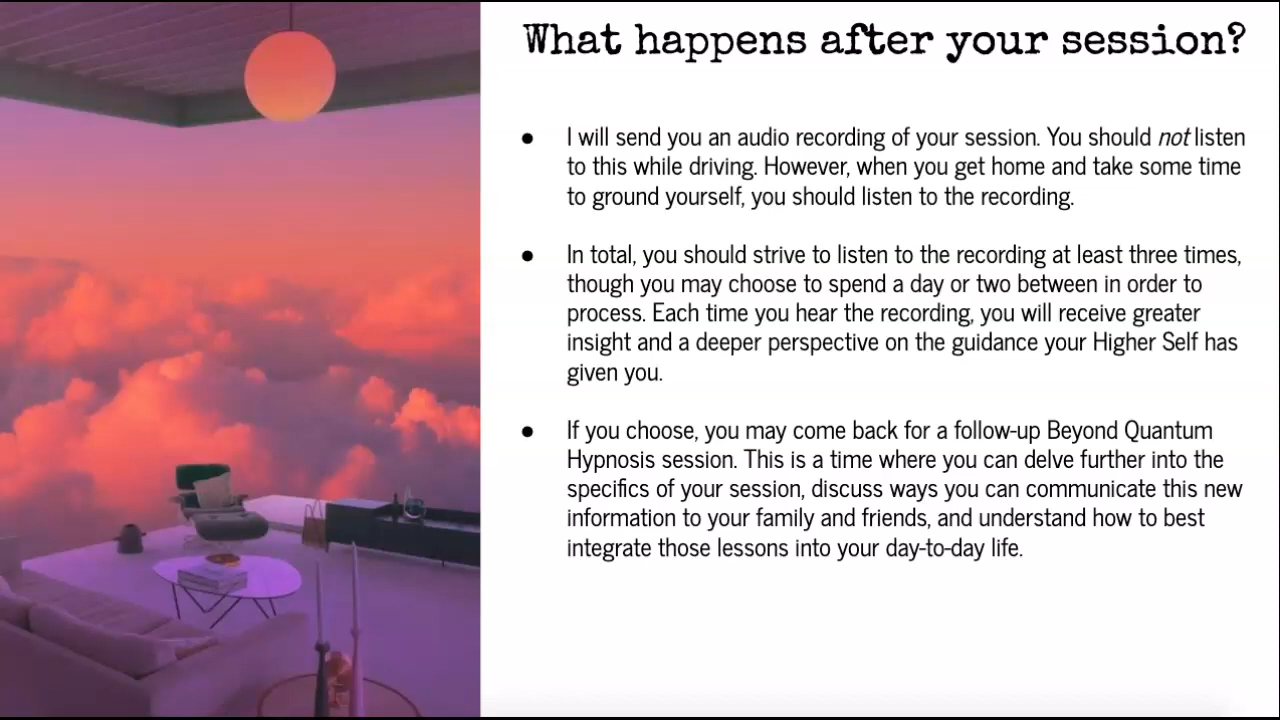 What happens after your session?
● I will send you an audio recording of your session. You should not listen
to this while driving. However, when you get home and take some time
to ground yourself, you should listen to the recording.
● In total, you should strive to listen to the recording at least three times,
though you may choose to spend a day or two between in order to
process. Each time you hear the recording, you will receive greater
insight and a deeper perspective on the guidance your Higher Self has
given you.
● If you choose, you may come back for a follow-up Beyond Quantum
Hypnosis session. This is a time where you can delve further into the
specifics of your session, discuss ways you can communicate this new
information to your family and friends, and understand how to best
integrate those lessons into your day-to-day life.